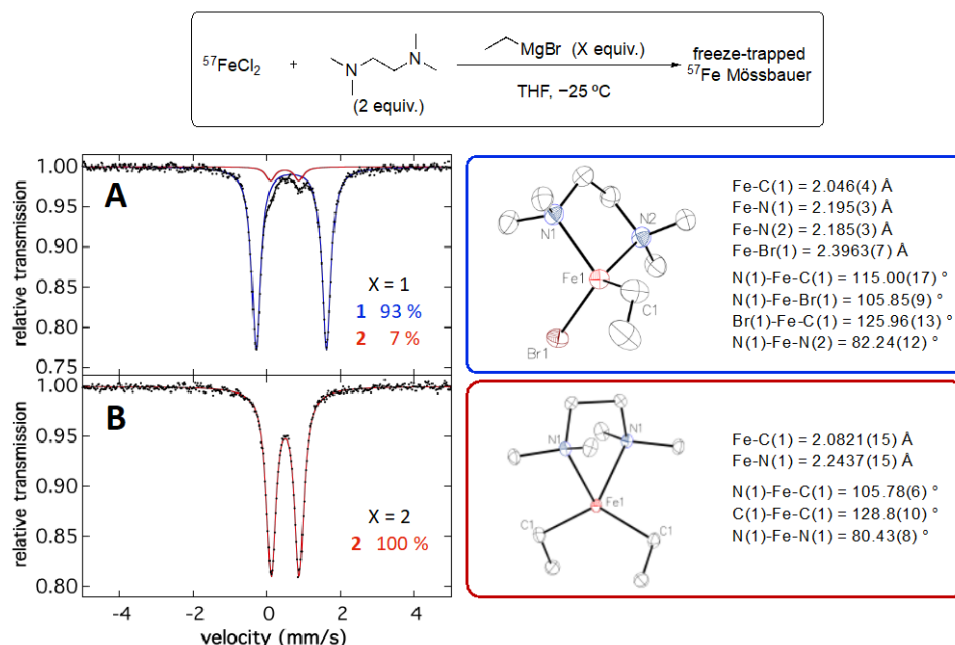 ⁵⁷FeCl₂ + N N (2 equiv.)
MgBr (X equiv.)
THF, −25 ºC
freeze-trapped
⁵⁷Fe Mössbauer
A
relative transmission
1.00
0.95
0.90
0.85
0.80
0.75
X = 1
1 93 %
2 7 %
B
relative transmission
1.00
0.95
0.90
0.85
0.80
X = 2
2 100 %
-4 -2 0 2 4
velocity (mm/s)
N1
N2
Fe1
C1
Br1
Fe-C(1) = 2.046(4) Å
Fe-N(1) = 2.195(3) Å
Fe-N(2) = 2.185(3) Å
Fe-Br(1) = 2.3963(7) Å
N(1)-Fe-C(1) = 115.00(17) °
N(1)-Fe-Br(1) = 105.85(9) °
Br(1)-Fe-C(1) = 125.96(13) °
N(1)-Fe-N(2) = 82.24(12) °
N1 N1
Fe1
C1 C1
Fe-C(1) = 2.0821(15) Å
Fe-N(1) = 2.2437(15) Å
N(1)-Fe-C(1) = 105.78(6) °
C(1)-Fe-C(1) = 128.8(10) °
N(1)-Fe-N(1) = 80.43(8) °